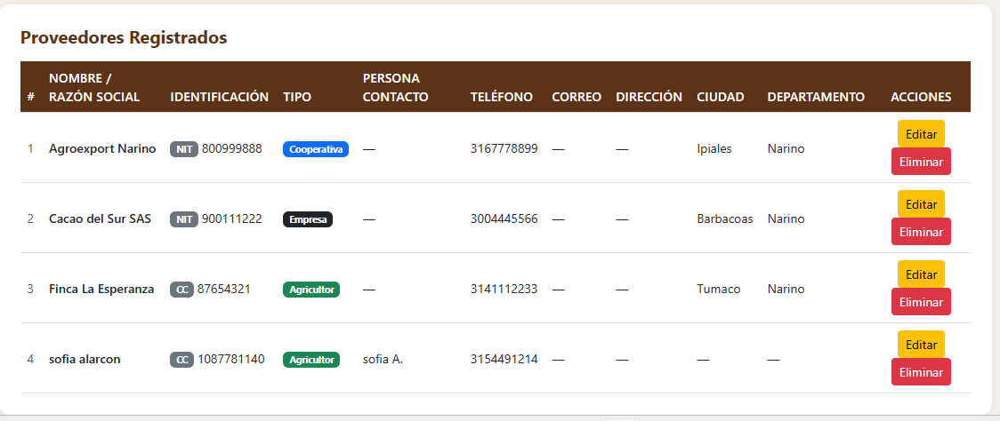 Proveedores Registrados
# NOMBRE / RAZÓN SOCIAL IDENTIFICACIÓN TIPO PERSONA CONTACTO TELÉFONO CORREO DIRECCIÓN CIUDAD DEPARTAMENTO ACCIONES
1 Agroexport Narino NIT 800999888 Cooperativa — 3167778899 — — Ipiales Narino Editar
Eliminar
2 Cacao del Sur SAS NIT 900111222 Empresa — 3004445566 — — Barbacoas Narino Editar
Eliminar
3 Finca La Esperanza CC 87654321 Agricultor — 3141112233 — — Tumaco Narino Editar
Eliminar
4 sofia alarcon CC 1087781140 Agricultor sofia A. 3154491214 — — — — Editar
Eliminar